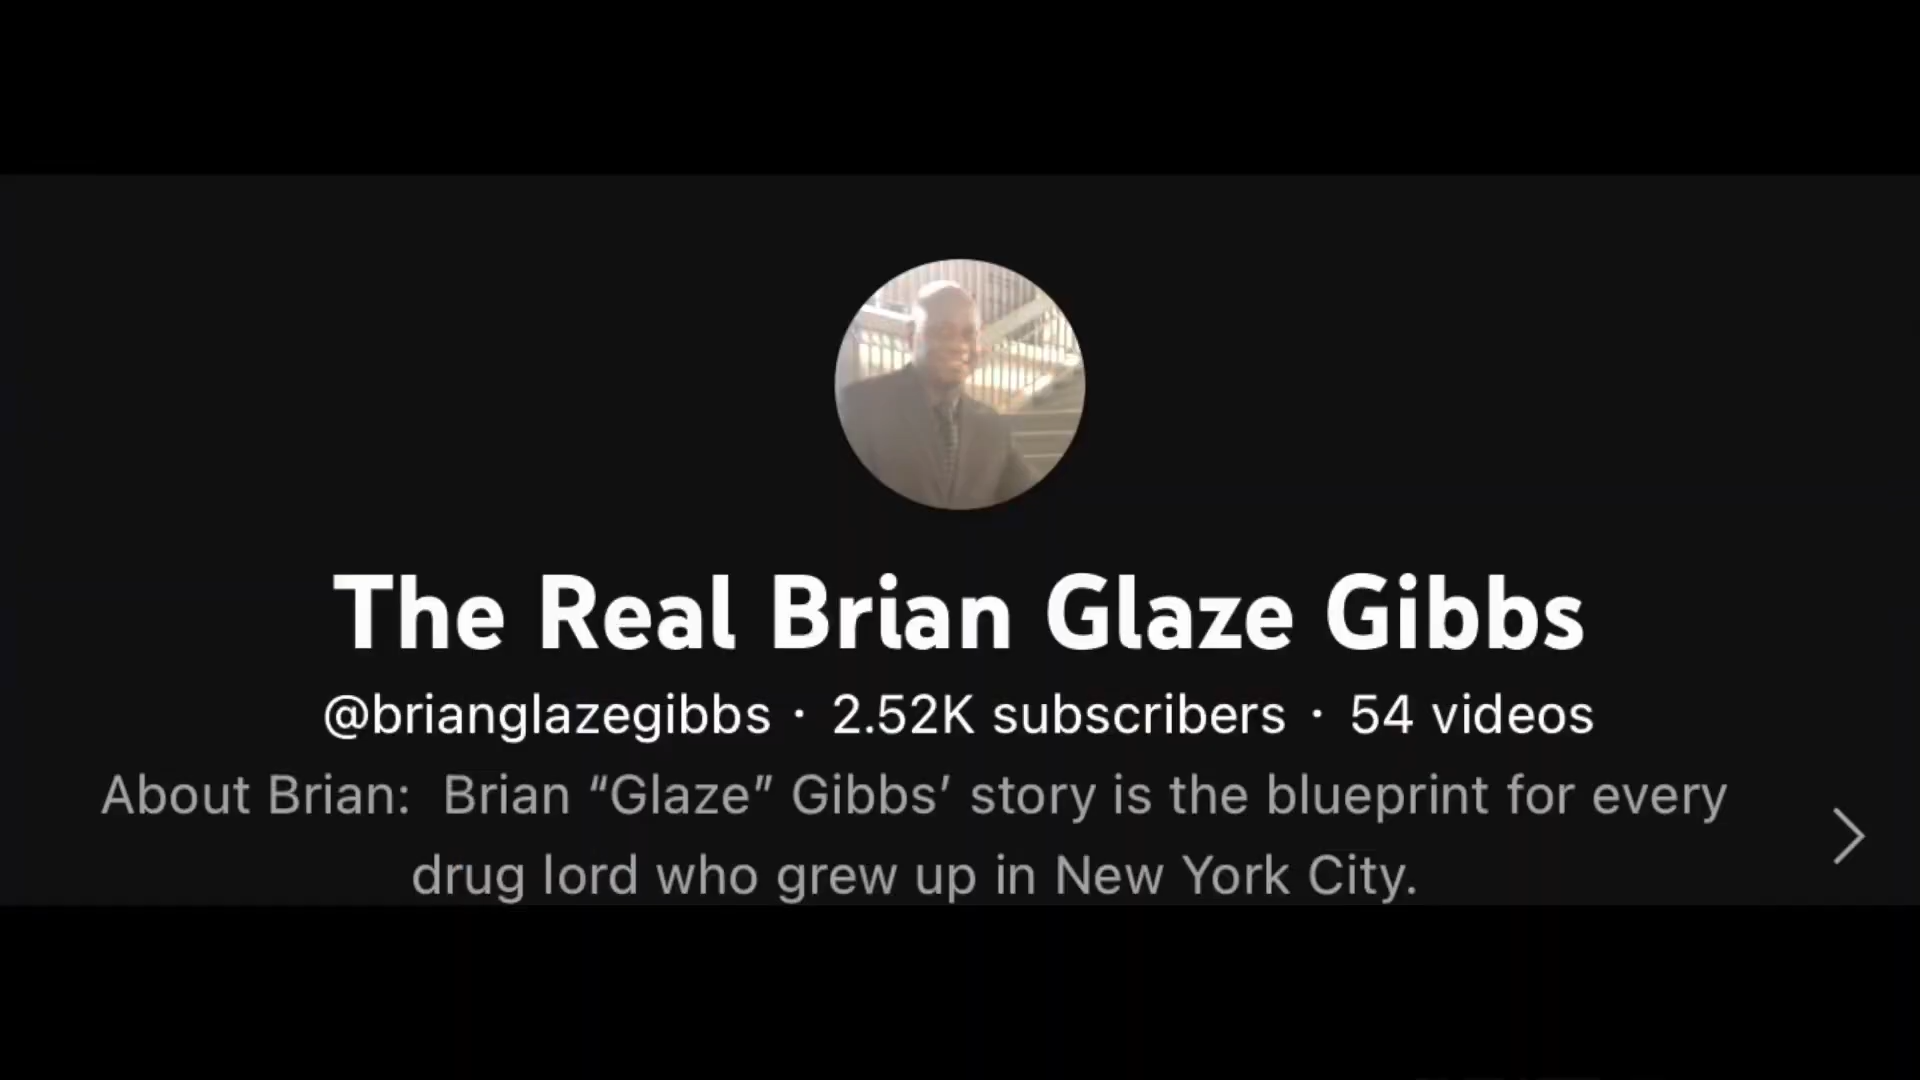 The Real Brian Glaze Gibbs
@brianglazegibbs · 2.52K subscribers · 54 videos
About Brian:  Brian “Glaze” Gibbs’ story is the blueprint for every
drug lord who grew up in New York City.